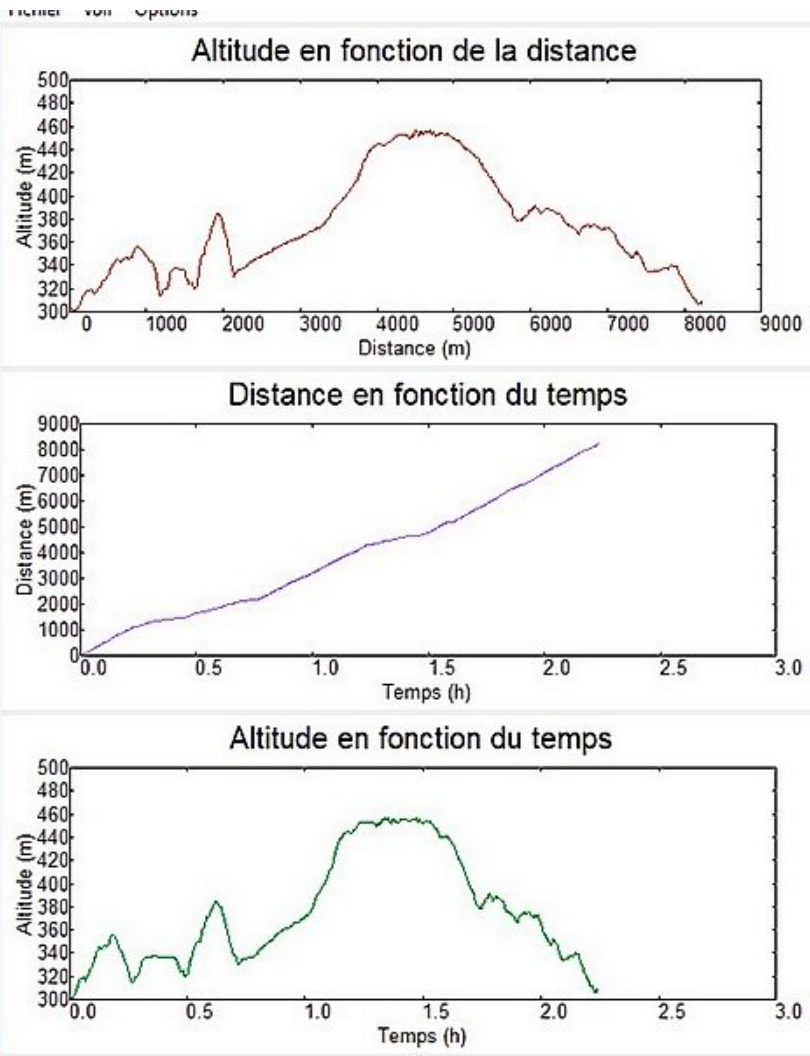 Fichier Voir Options
Altitude en fonction de la distance
500
480
460
440
420
400
380
360
340
320
300
Altitude (m)
0 1000 2000 3000 4000 5000 6000 7000 8000 9000
Distance (m)
Distance en fonction du temps
9000
8000
7000
6000
5000
4000
3000
2000
1000
0
Distance (m)
0.0 0.5 1.0 1.5 2.0 2.5 3.0
Temps (h)
Altitude en fonction du temps
500
480
460
440
420
400
380
360
340
320
300
Altitude (m)
0.0 0.5 1.0 1.5 2.0 2.5 3.0
Temps (h)